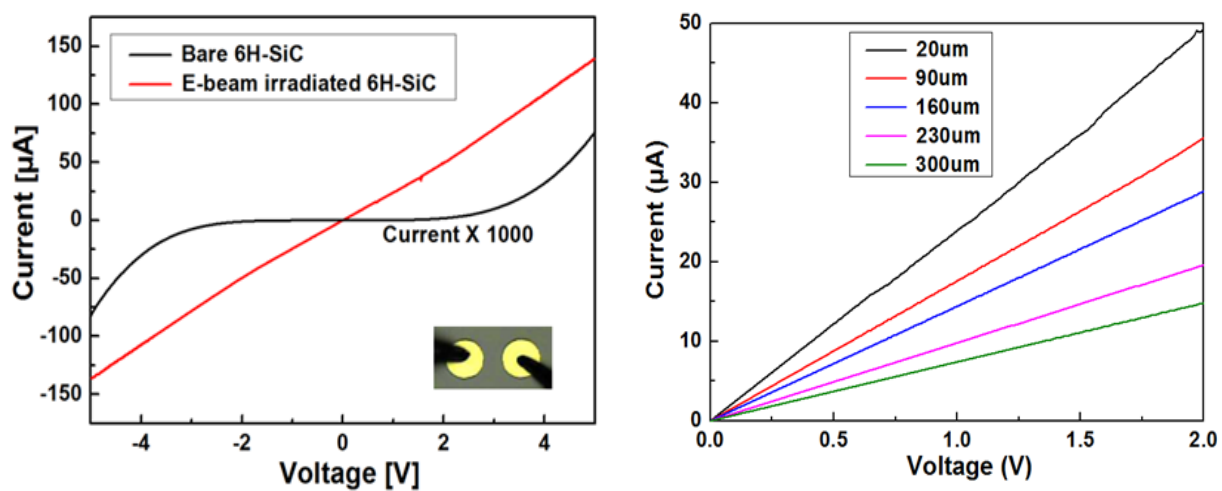 Current [µA]
150
100
50
0
-50
-100
-150
Bare 6H-SiC
E-beam irradiated 6H-SiC
Current X 1000
-4
-2
0
2
4
Voltage [V]
Current (µA)
50
40
30
20
10
0
20um
90um
160um
230um
300um
0.0
0.5
1.0
1.5
2.0
Voltage (V)